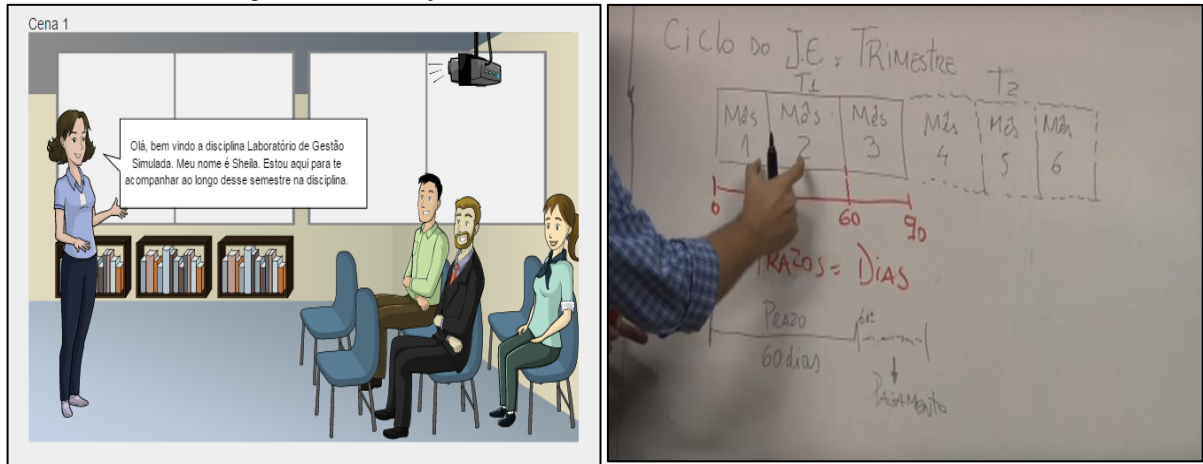 Cena 1
Olá, bem vindo a disciplina Laboratório de Gestão
Simulada. Meu nome é Sheila. Estou aqui para te
acompanhar ao longo desse semestre na disciplina.
Ciclo do J.E. = Trimestre
T1 T2
Mês Mês Mês Mês Mês Mês
1 2 3 4 5 6
0 60 90
= Dias
Prazo
60 dias
Pagamento